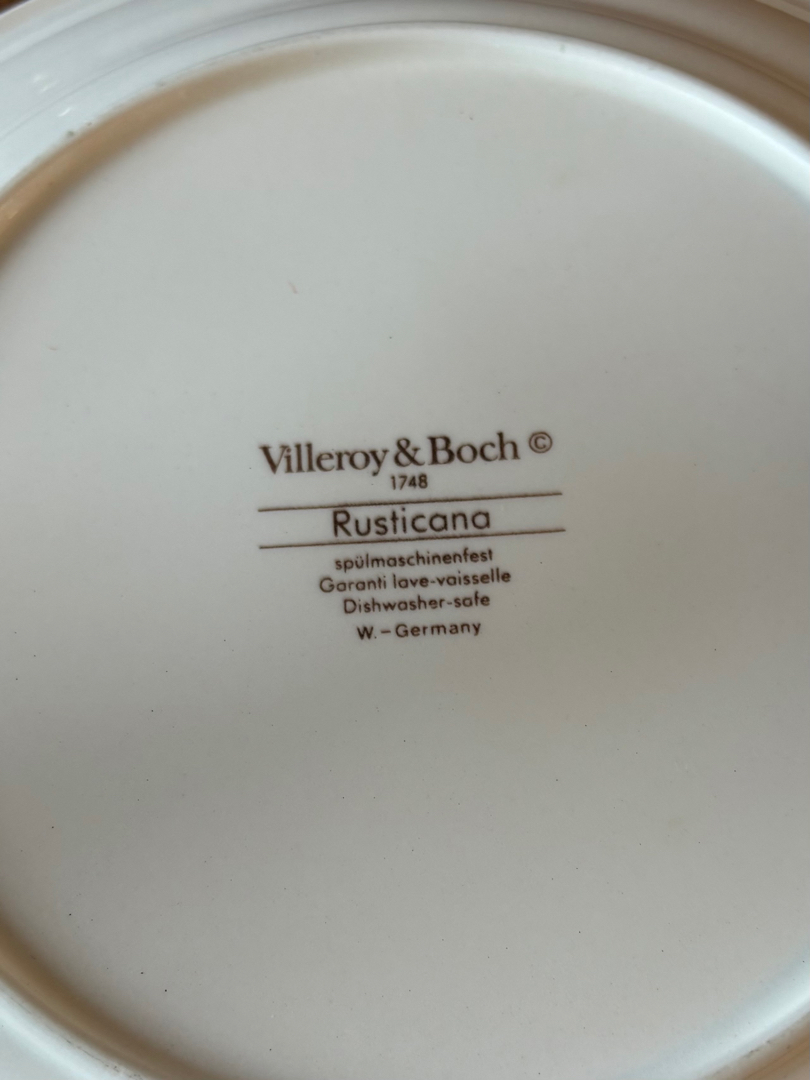 Villeroy & Boch ©
1748
Rusticana
spülmaschinenfest
Garanti lave-vaisselle
Dishwasher-safe
W. – Germany